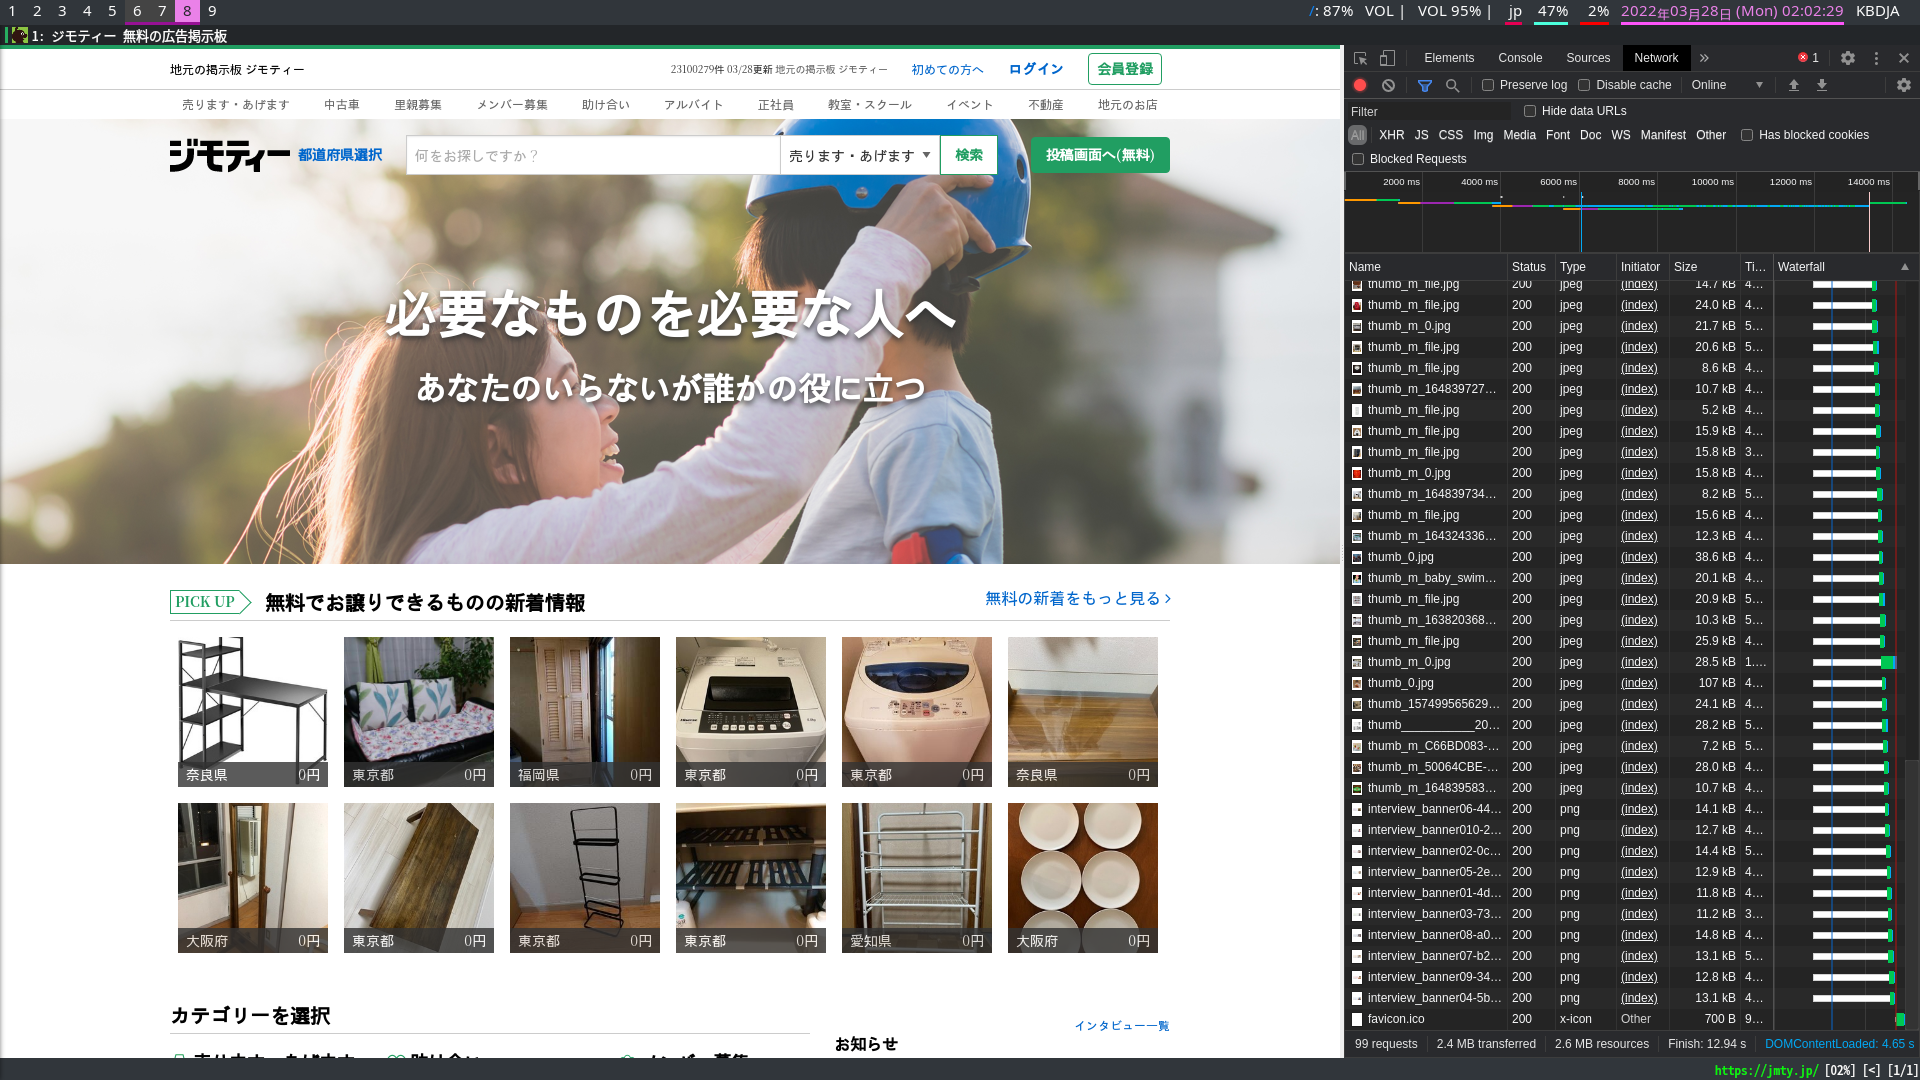 1 2 3 4 5 6 7 8 9
/: 87% VOL | VOL 95% | jp 47% 2% 2022年03月28日 (Mon) 02:02:29 KBDJA
1: ジモティー 無料の広告掲示板
地元の掲示板 ジモティー
23100279件 03/28更新 地元の掲示板 ジモティー
初めての方へ
ログイン
会員登録
売ります・あげます 中古車 里親募集 メンバー募集 助け合い アルバイト 正社員 教室・スクール イベント 不動産 地元のお店
ジモティー 都道府県選択 何をお探しですか？ 売ります・あげます ▼ 検索 投稿画面へ(無料)
必要なものを必要な人へ
あなたのいらないが誰かの役に立つ
PICK UP 無料でお譲りできるものの新着情報 無料の新着をもっと見る
奈良県 0円
東京都 0円
福岡県 0円
東京都 0円
東京都 0円
奈良県 0円
大阪府 0円
東京都 0円
東京都 0円
東京都 0円
愛知県 0円
大阪府 0円
カテゴリーを選択
インタビュー一覧
お知らせ
Elements Console Sources Network » 1
Preserve log Disable cache Online
Filter Hide data URLs
All XHR JS CSS Img Media Font Doc WS Manifest Other Has blocked cookies
Blocked Requests
2000 ms 4000 ms 6000 ms 8000 ms 10000 ms 12000 ms 14000 ms
Name Status Type Initiator Size Ti… Waterfall
thumb_m_file.jpg 200 jpeg (index) 14.7 kB 4…
thumb_m_file.jpg 200 jpeg (index) 24.0 kB 4…
thumb_m_0.jpg 200 jpeg (index) 21.7 kB 5…
thumb_m_file.jpg 200 jpeg (index) 20.6 kB 5…
thumb_m_file.jpg 200 jpeg (index) 8.6 kB 4…
thumb_m_164839727… 200 jpeg (index) 10.7 kB 4…
thumb_m_file.jpg 200 jpeg (index) 5.2 kB 4…
thumb_m_file.jpg 200 jpeg (index) 15.9 kB 4…
thumb_m_file.jpg 200 jpeg (index) 15.8 kB 3…
thumb_m_0.jpg 200 jpeg (index) 15.8 kB 4…
thumb_m_164839734… 200 jpeg (index) 8.2 kB 5…
thumb_m_file.jpg 200 jpeg (index) 15.6 kB 4…
thumb_m_164324336… 200 jpeg (index) 12.3 kB 4…
thumb_0.jpg 200 jpeg (index) 38.6 kB 4…
thumb_m_baby_swim… 200 jpeg (index) 20.1 kB 4…
thumb_m_file.jpg 200 jpeg (index) 20.9 kB 5…
thumb_m_163820368… 200 jpeg (index) 10.3 kB 5…
thumb_m_file.jpg 200 jpeg (index) 25.9 kB 4…
thumb_m_0.jpg 200 jpeg (index) 28.5 kB 1.…
thumb_0.jpg 200 jpeg (index) 107 kB 4…
thumb_157499565629… 200 jpeg (index) 24.1 kB 4…
thumb___________20… 200 jpeg (index) 28.2 kB 5…
thumb_m_C66BD083-… 200 jpeg (index) 7.2 kB 5…
thumb_m_50064CBE-… 200 jpeg (index) 28.0 kB 4…
thumb_m_164839583… 200 jpeg (index) 10.7 kB 4…
interview_banner06-44… 200 png (index) 14.1 kB 4…
interview_banner010-2… 200 png (index) 12.7 kB 4…
interview_banner02-0c… 200 png (index) 14.4 kB 5…
interview_banner05-2e… 200 png (index) 12.9 kB 4…
interview_banner01-4d… 200 png (index) 11.8 kB 4…
interview_banner03-73… 200 png (index) 11.2 kB 3…
interview_banner08-a0… 200 png (index) 14.8 kB 4…
interview_banner07-b2… 200 png (index) 13.1 kB 5…
interview_banner09-34… 200 png (index) 12.8 kB 4…
interview_banner04-5b… 200 png (index) 13.1 kB 4…
favicon.ico 200 x-icon Other 700 B 9…
99 requests 2.4 MB transferred 2.6 MB resources Finish: 12.94 s DOMContentLoaded: 4.65 s
https://jmty.jp/ [02%] [<] [1/1]